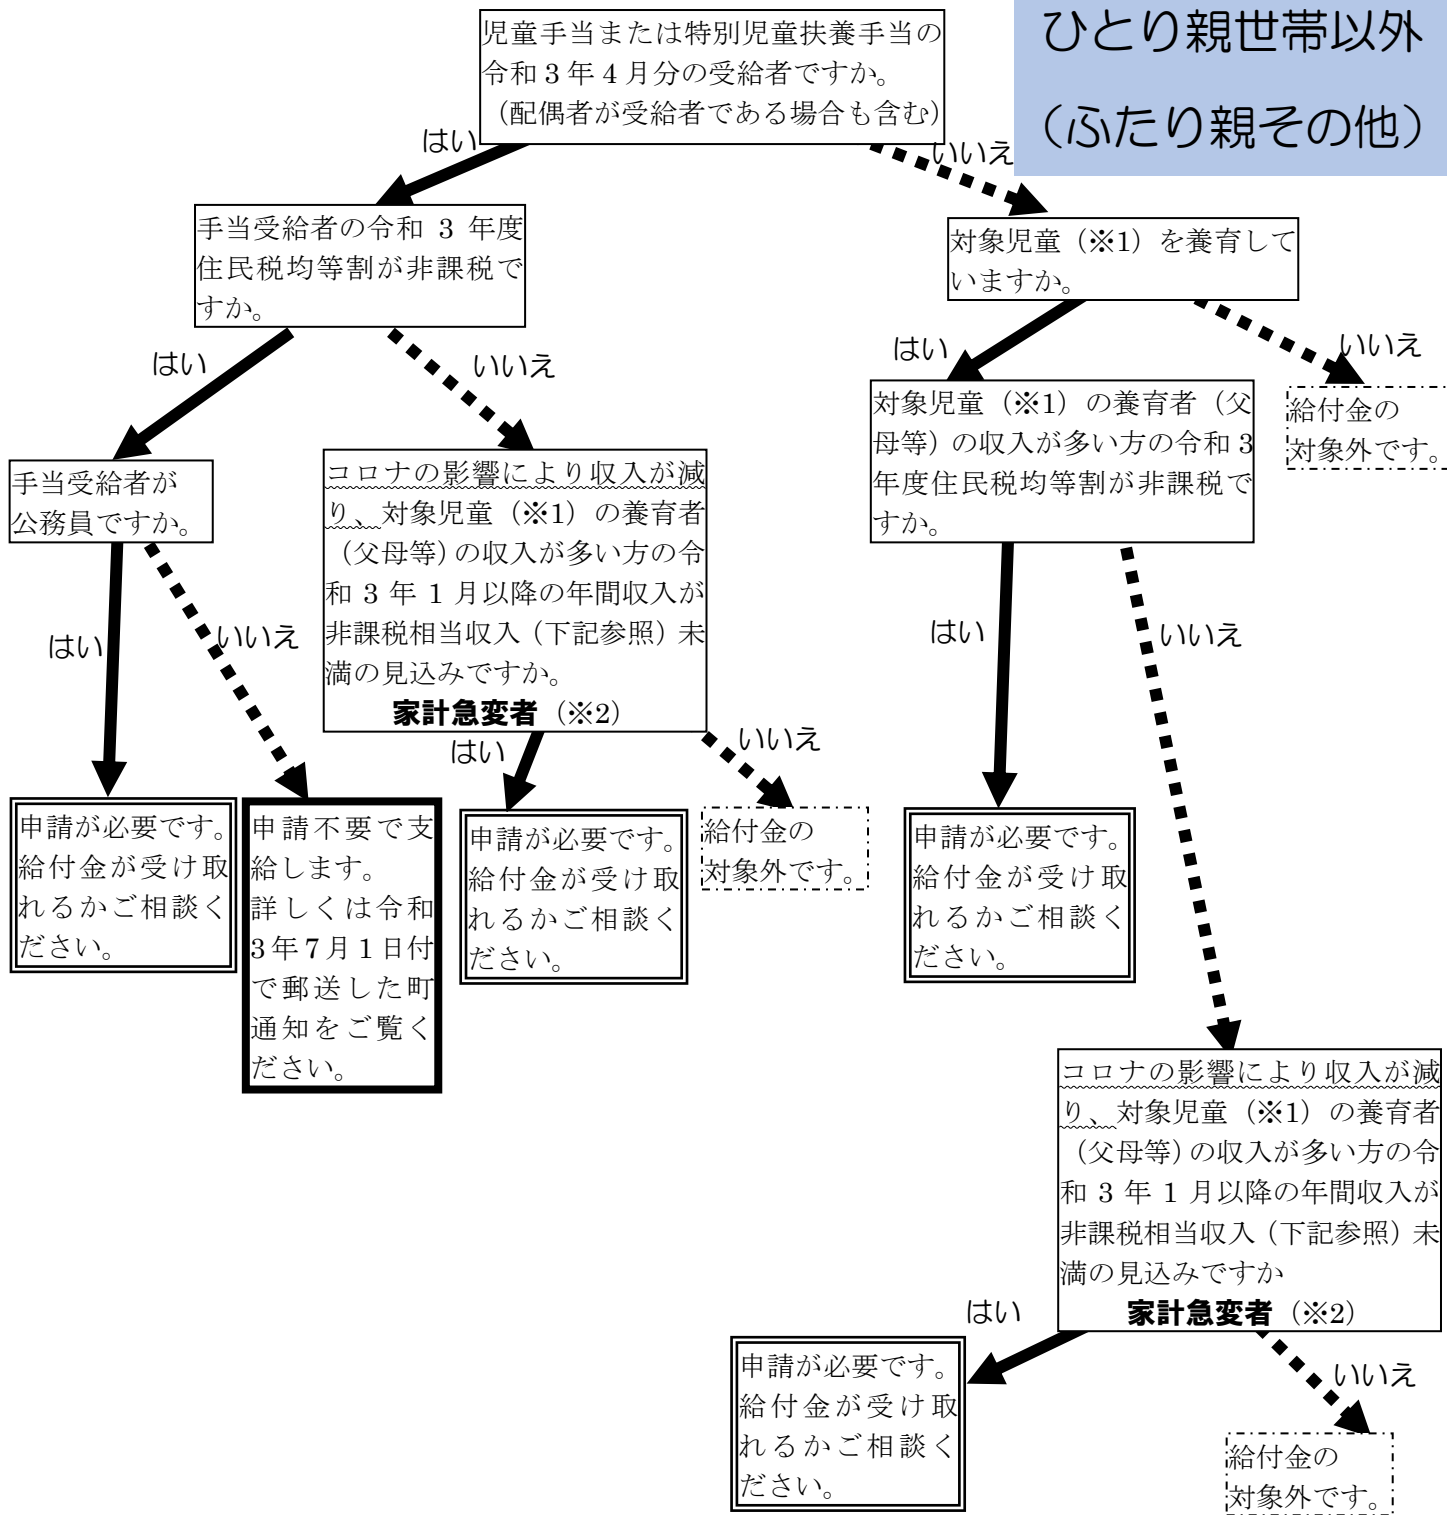 ひとり親世帯以外
（ふたり親その他）
児童手当または特別児童扶養手当の
令和3年4月分の受給者ですか。
（配偶者が受給者である場合も含む）
はい
いいえ
手当受給者の令和 3 年度
住民税均等割が非課税で
すか。
対象児童（※1）を養育して
いますか。
はい
いいえ
はい
いいえ
手当受給者が
公務員ですか。
コロナの影響により収入が減
り、対象児童（※1）の養育者
（父母等）の収入が多い方の令
和 3 年 1 月以降の年間収入が
非課税相当収入（下記参照）未
満の見込みですか。
家計急変者（※2）
対象児童（※1）の養育者（父
母等）の収入が多い方の令和 3
年度住民税均等割が非課税で
すか。
給付金の
対象外です。
はい
いいえ
はい
いいえ
はい
いいえ
申請が必要です。
給付金が受け取
れるかご相談く
ださい。
申請不要で支
給します。
詳しくは令和
3年7月1日付
で郵送した町
通知をご覧く
ださい。
申請が必要です。
給付金が受け取
れるかご相談く
ださい。
給付金の
対象外です。
申請が必要です。
給付金が受け取
れるかご相談く
ださい。
コロナの影響により収入が減
り、対象児童（※1）の養育者
（父母等）の収入が多い方の令
和 3 年 1 月以降の年間収入が
非課税相当収入（下記参照）未
満の見込みですか
家計急変者（※2）
はい
いいえ
申請が必要です。
給付金が受け取
れるかご相談く
ださい。
給付金の
対象外です。